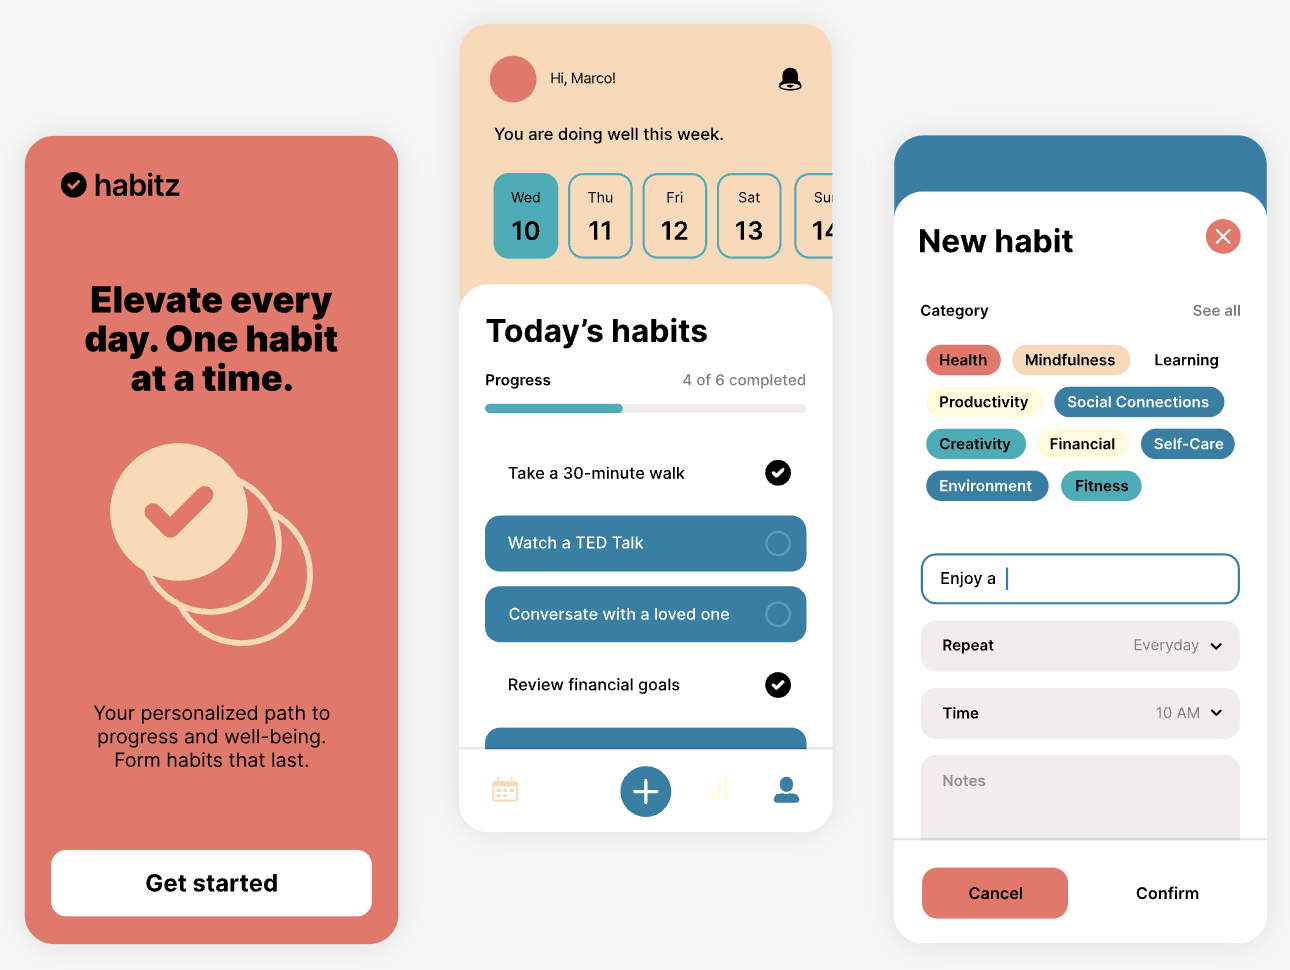 habitz
Elevate every
day. One habit
at a time.
Your personalized path to
progress and well-being.
Form habits that last.
Get started
Hi, Marco!
You are doing well this week.
Wed Thu Fri Sat Sun
10 11 12 13 14
Today’s habits
Progress 4 of 6 completed
Take a 30-minute walk
Watch a TED Talk
Conversate with a loved one
Review financial goals
New habit
Category See all
Health Mindfulness Learning
Productivity Social Connections
Creativity Financial Self-Care
Environment Fitness
Enjoy a
Repeat Everyday
Time 10 AM
Notes
Cancel Confirm